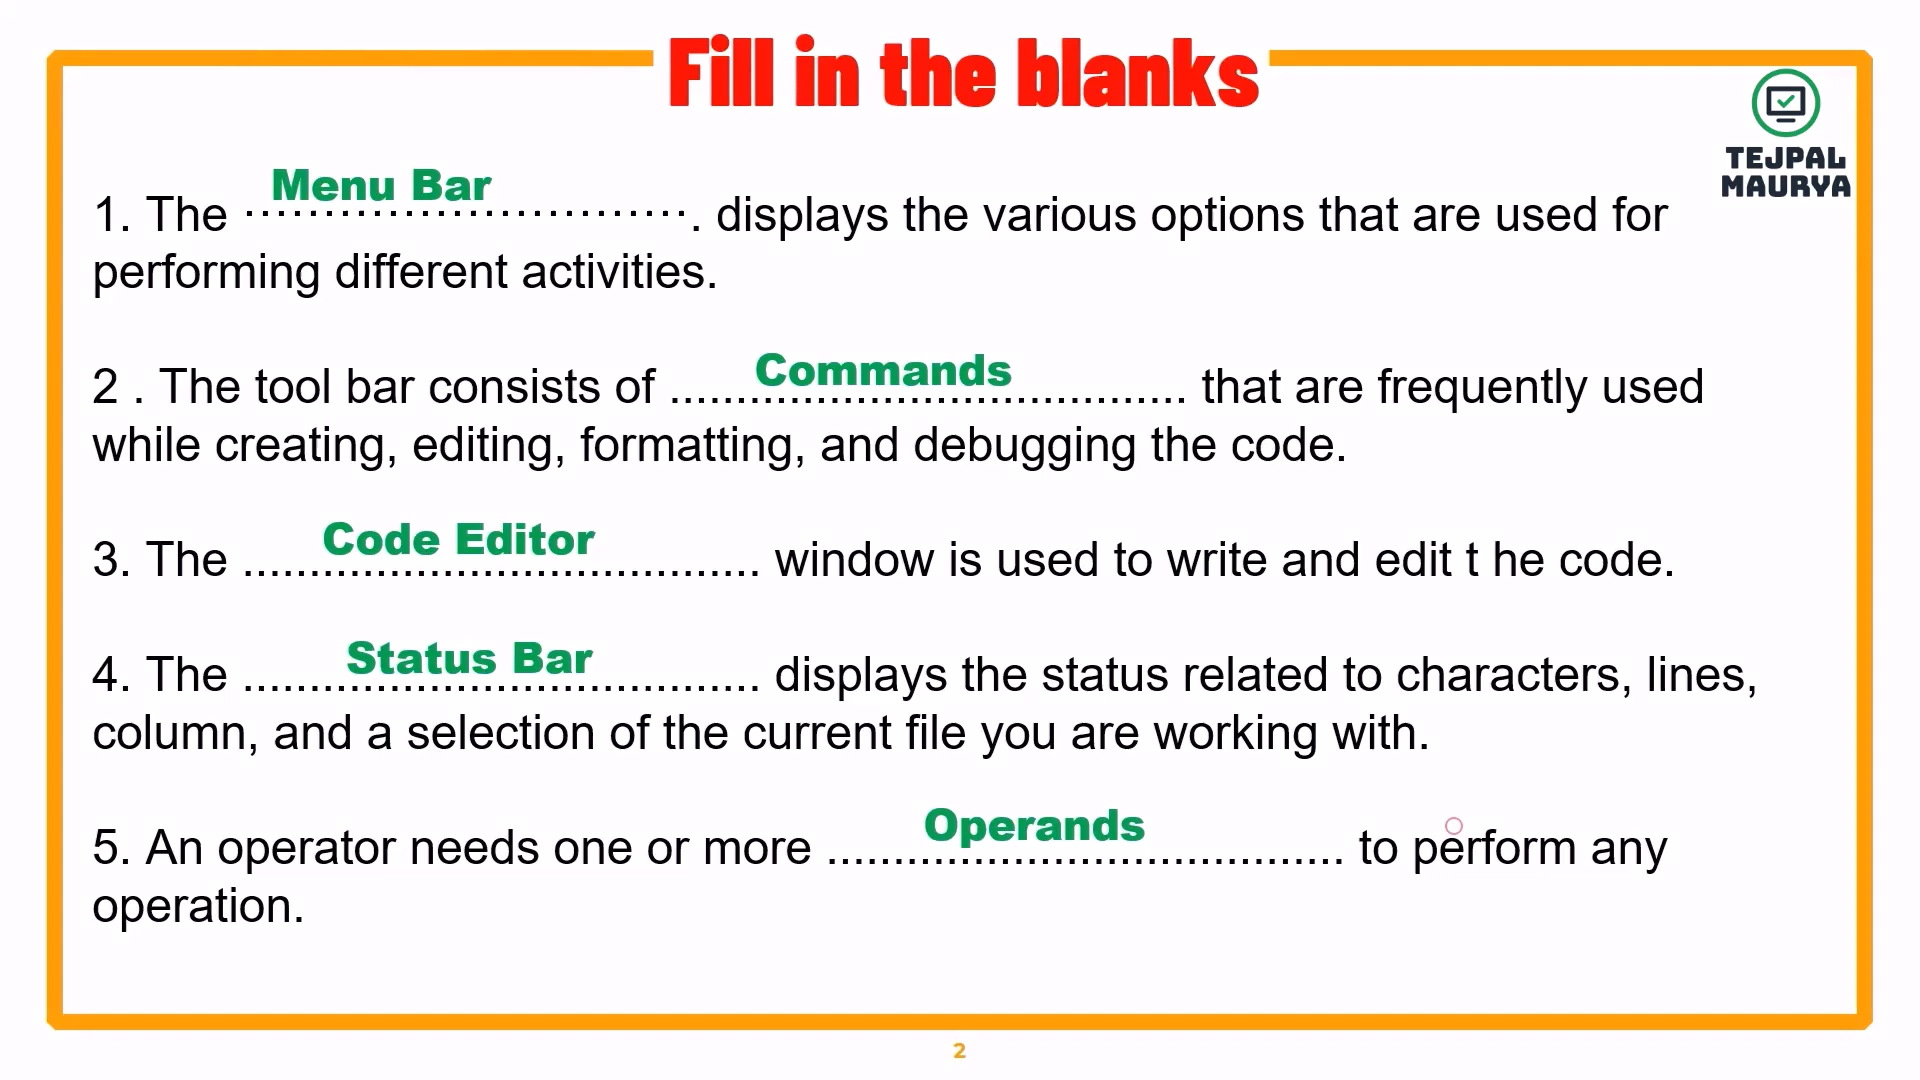 Fill in the blanks
TEJPAL
MAURYA
1. The Menu Bar ............................. displays the various options that are used for
performing different activities.
2 . The tool bar consists of Commands ....................................... that are frequently used
while creating, editing, formatting, and debugging the code.
3. The Code Editor ....................................... window is used to write and edit t he code.
4. The Status Bar ....................................... displays the status related to characters, lines,
column, and a selection of the current file you are working with.
5. An operator needs one or more Operands ....................................... to perform any
operation.
2